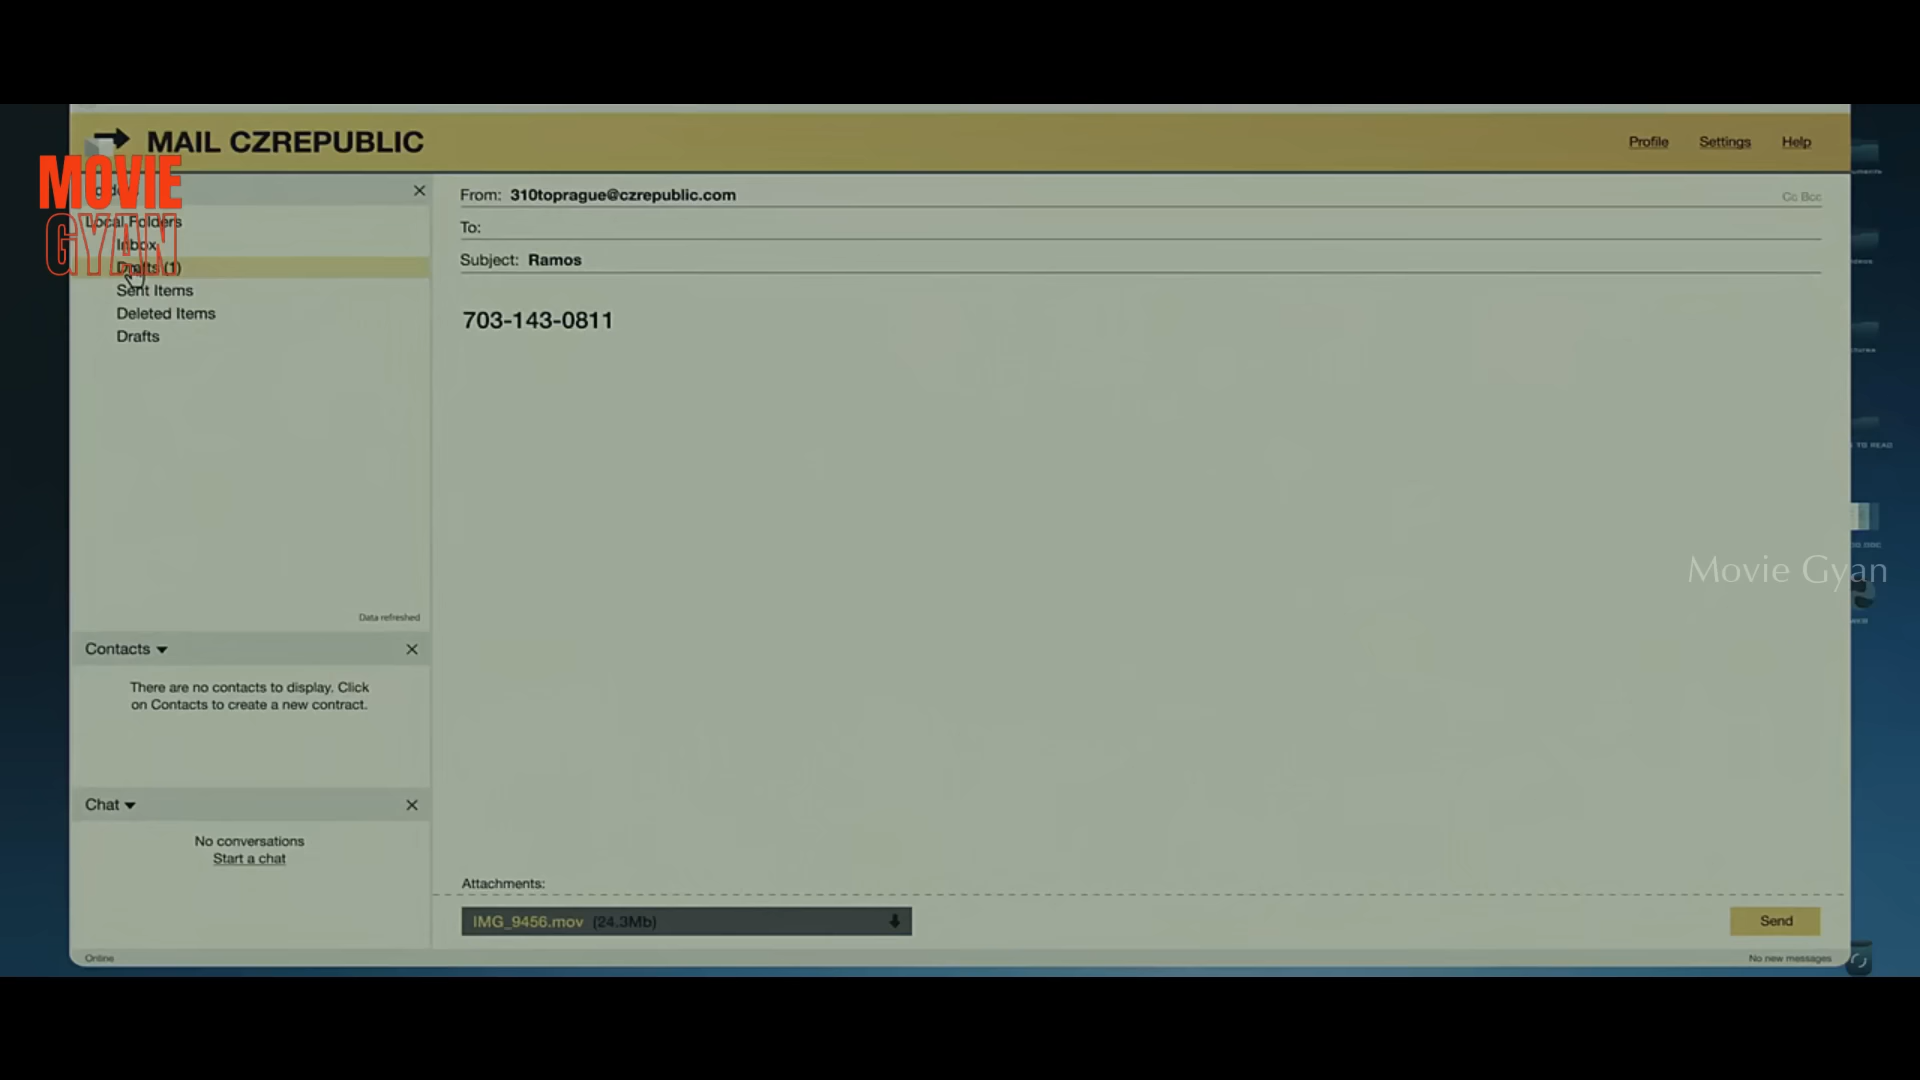 MAIL CZREPUBLIC
Profile Settings Help
MOVIE
GYAN
Local Folders
Inbox
Drafts (1)
Sent Items
Deleted Items
Drafts
Data refreshed
Contacts
There are no contacts to display. Click
on Contacts to create a new contract.
Chat
No conversations
Start a chat
Online
From: 310toprague@czrepublic.com
Cc Bcc
To:
Subject: Ramos
703-143-0811
Attachments:
IMG_9456.mov (24.3Mb)
Send
No new messages
Movie Gyan
TO READ